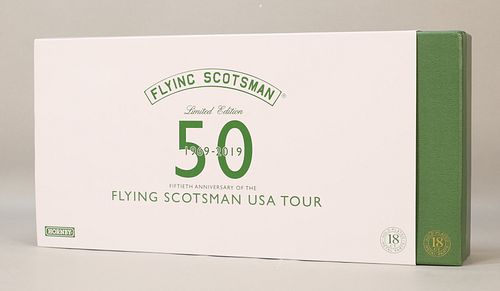 FLYING SCOTSMAN®
Limited Edition
50
1969-2019
FIFTIETH ANNIVERSARY OF THE
FLYING SCOTSMAN USA TOUR
HORNBY
18
18